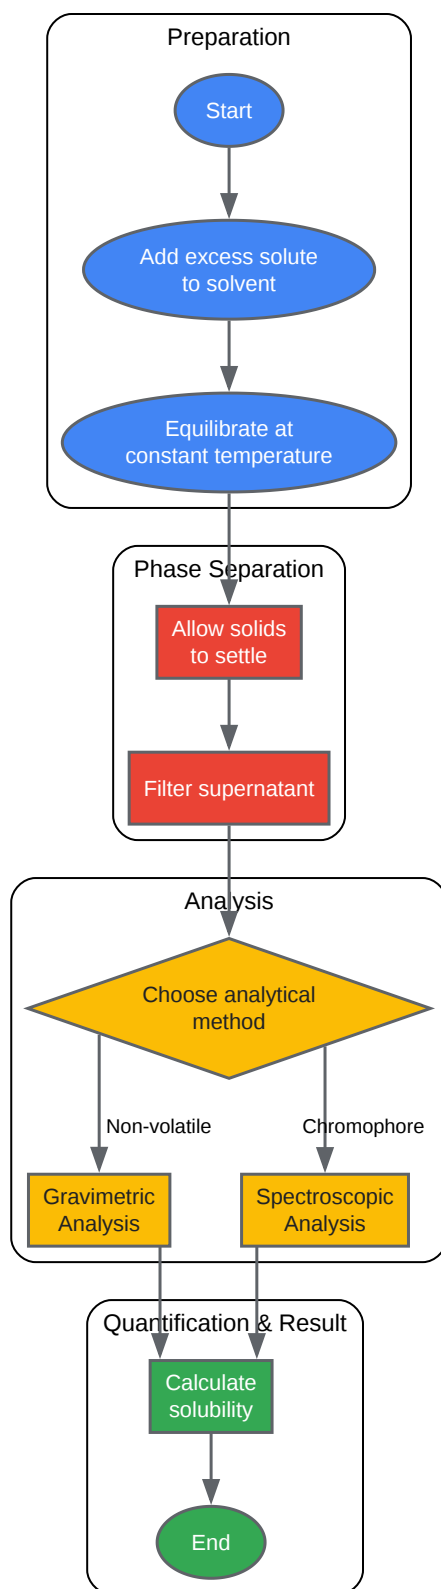 Preparation
Start
Add excess solute
to solvent
Equilibrate at
constant temperature
Phase Separation
Allow solids
to settle
Filter supernatant
Analysis
Choose analytical
method
Non-volatile
Chromophore
Gravimetric
Analysis
Spectroscopic
Analysis
Quantification & Result
Calculate
solubility
End